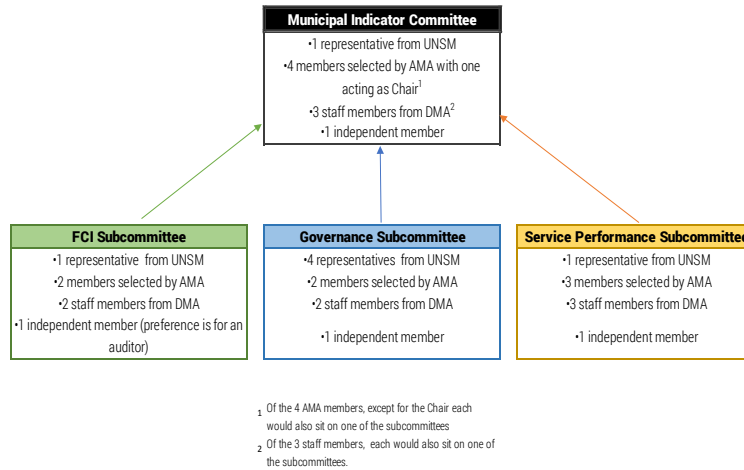 Municipal Indicator Committee
•1 representative from UNSM
•4 members selected by AMA with one
acting as Chair1
•3 staff members from DMA2
•1 independent member
FCI Subcommittee
•1 representative from UNSM
•2 members selected by AMA
•2 staff members from DMA
•1 independent member (preference is for an
auditor)
Governance Subcommittee
•4 representatives from UNSM
•2 members selected by AMA
•2 staff members from DMA
•1 independent member
Service Performance Subcommittee
•1 representative from UNSM
•3 members selected by AMA
•3 staff members from DMA
•1 independent member
1 Of the 4 AMA members, except for the Chair each
would also sit on one of the subcommittees
2 Of the 3 staff members, each would also sit on one of
the subcommittees.